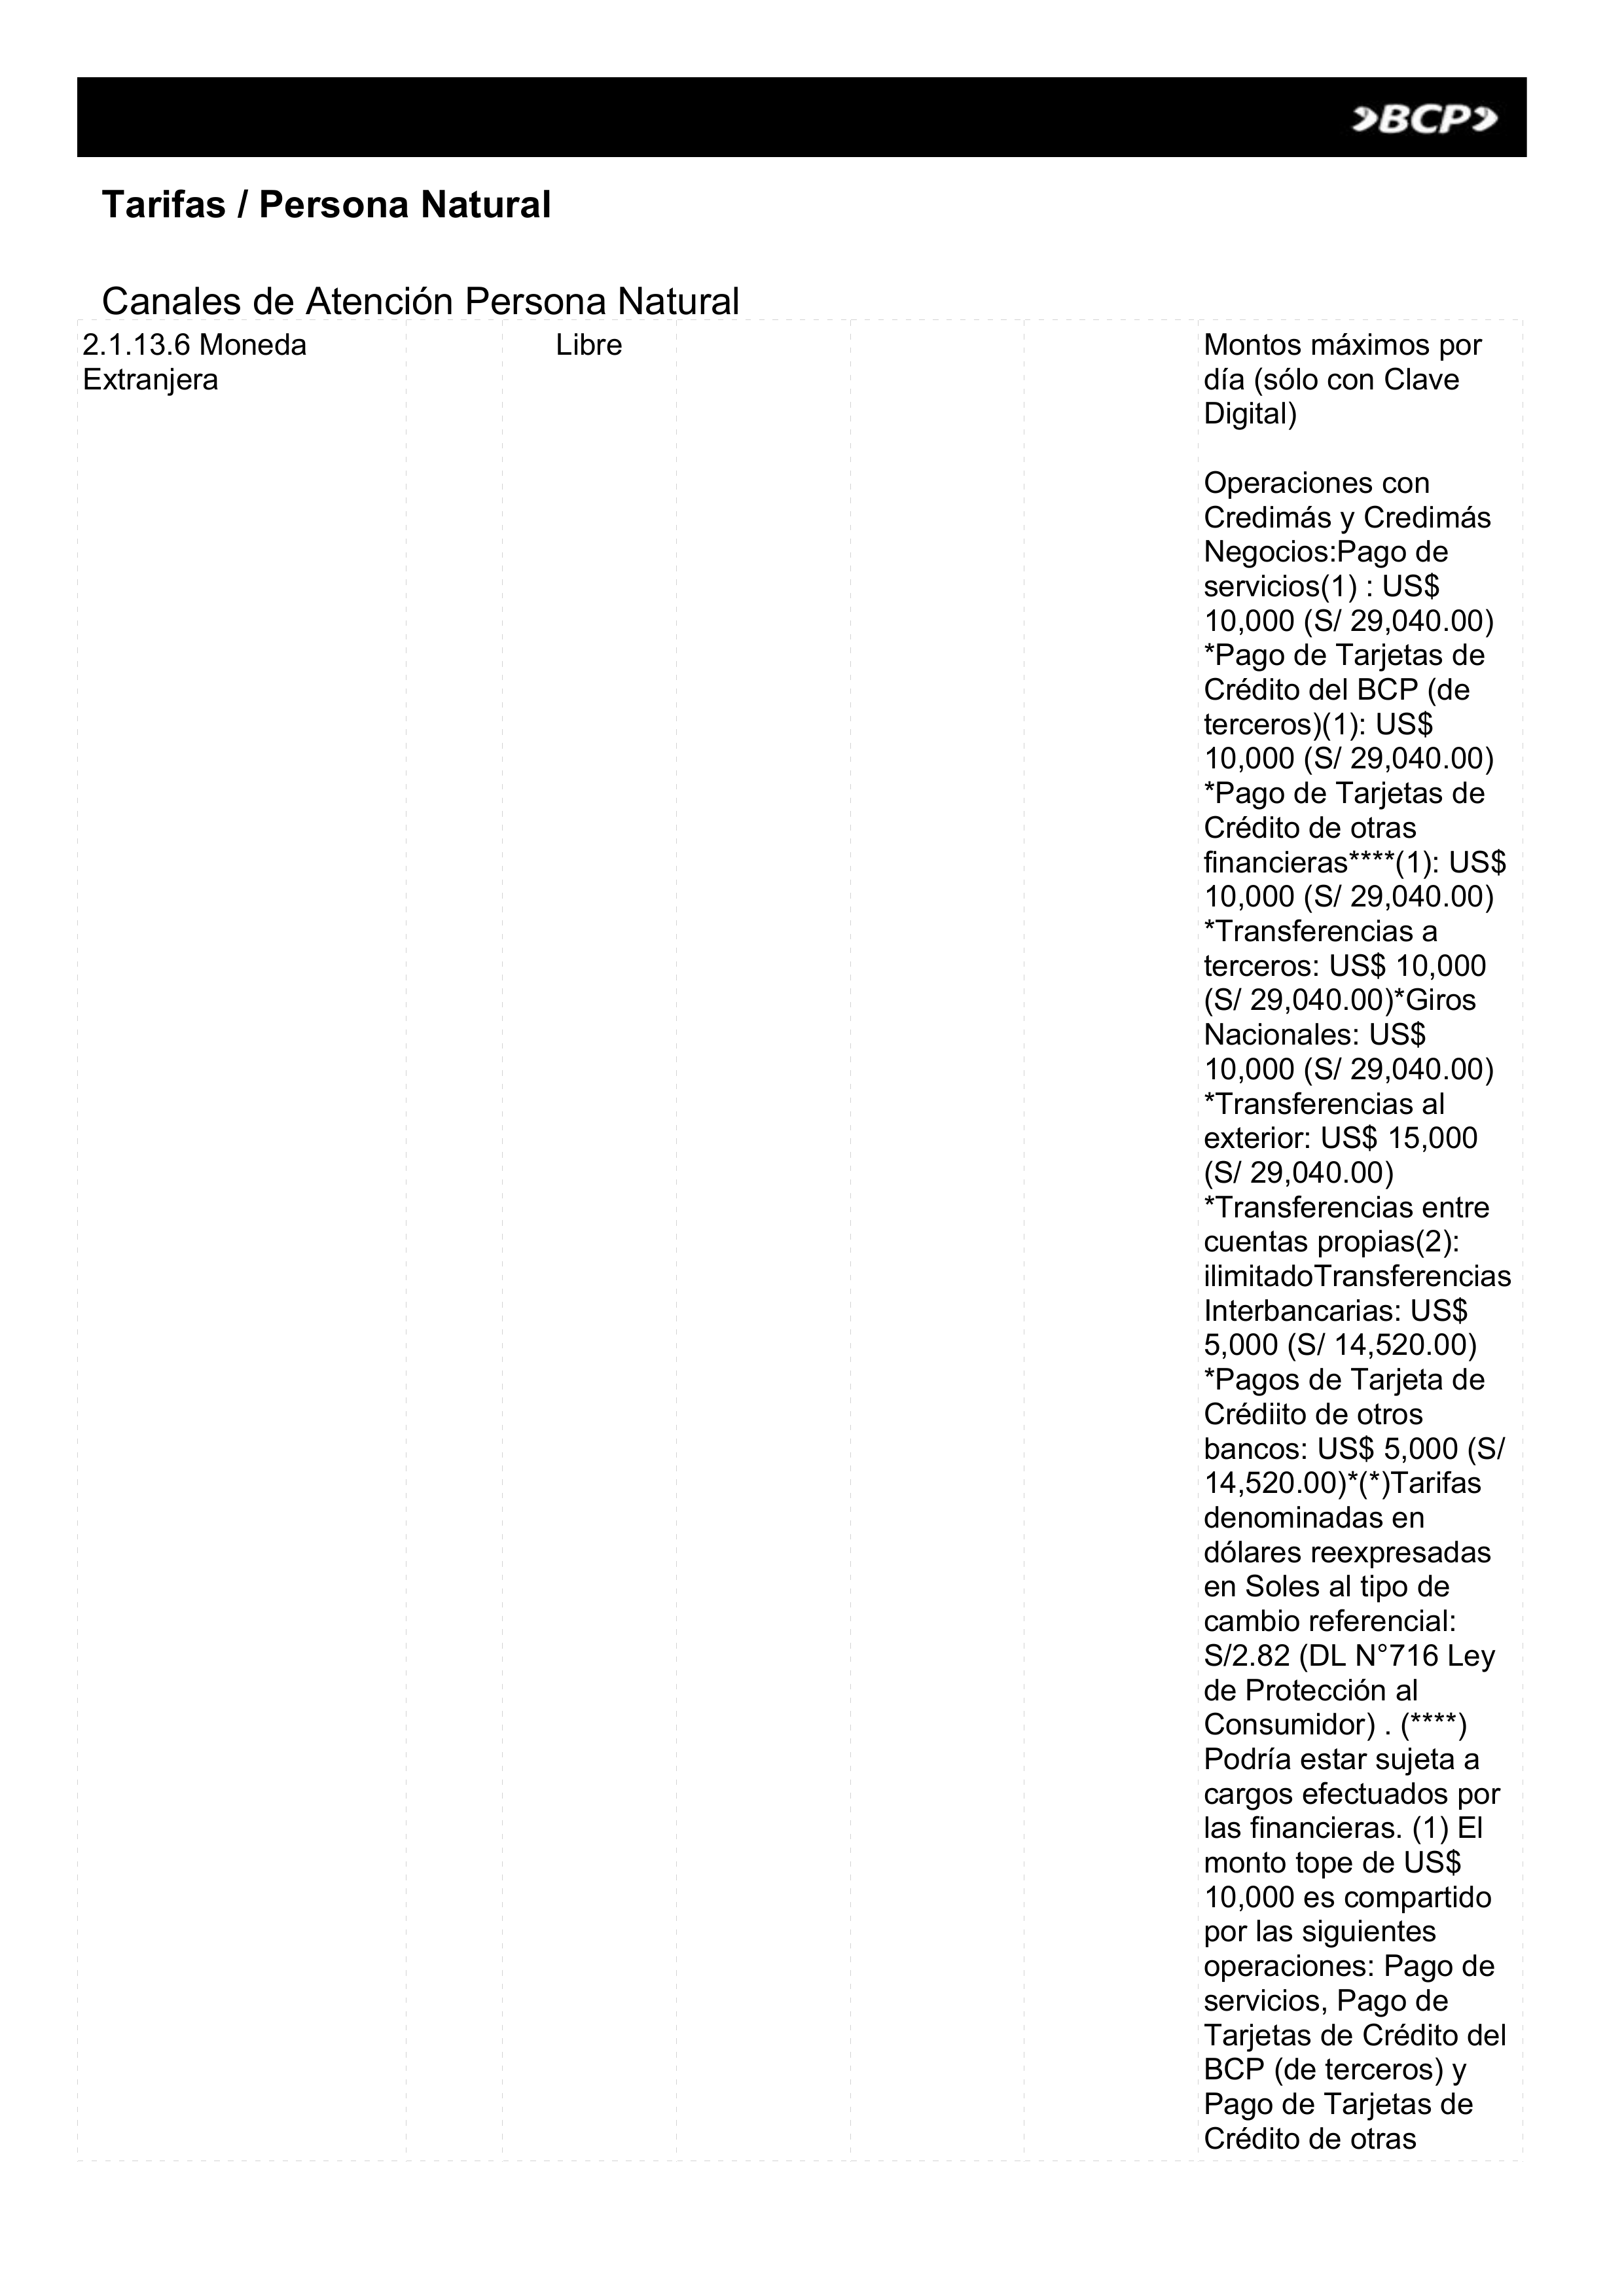 BCP
Tarifas / Persona Natural
Canales de Atención Persona Natural
2.1.13.6 Moneda
Extranjera
Libre
Montos máximos por
día (sólo con Clave
Digital)
Operaciones con
Credimás y Credimás
Negocios:Pago de
servicios(1) : US$
10,000 (S/ 29,040.00)
*Pago de Tarjetas de
Crédito del BCP (de
terceros)(1): US$
10,000 (S/ 29,040.00)
*Pago de Tarjetas de
Crédito de otras
financieras****(1): US$
10,000 (S/ 29,040.00)
*Transferencias a
terceros: US$ 10,000
(S/ 29,040.00)*Giros
Nacionales: US$
10,000 (S/ 29,040.00)
*Transferencias al
exterior: US$ 15,000
(S/ 29,040.00)
*Transferencias entre
cuentas propias(2):
ilimitadoTransferencias
Interbancarias: US$
5,000 (S/ 14,520.00)
*Pagos de Tarjeta de
Crédiito de otros
bancos: US$ 5,000 (S/
14,520.00)*(*)Tarifas
denominadas en
dólares reexpresadas
en Soles al tipo de
cambio referencial:
S/2.82 (DL N°716 Ley
de Protección al
Consumidor) . (****)
Podría estar sujeta a
cargos efectuados por
las financieras. (1) El
monto tope de US$
10,000 es compartido
por las siguientes
operaciones: Pago de
servicios, Pago de
Tarjetas de Crédito del
BCP (de terceros) y
Pago de Tarjetas de
Crédito de otras